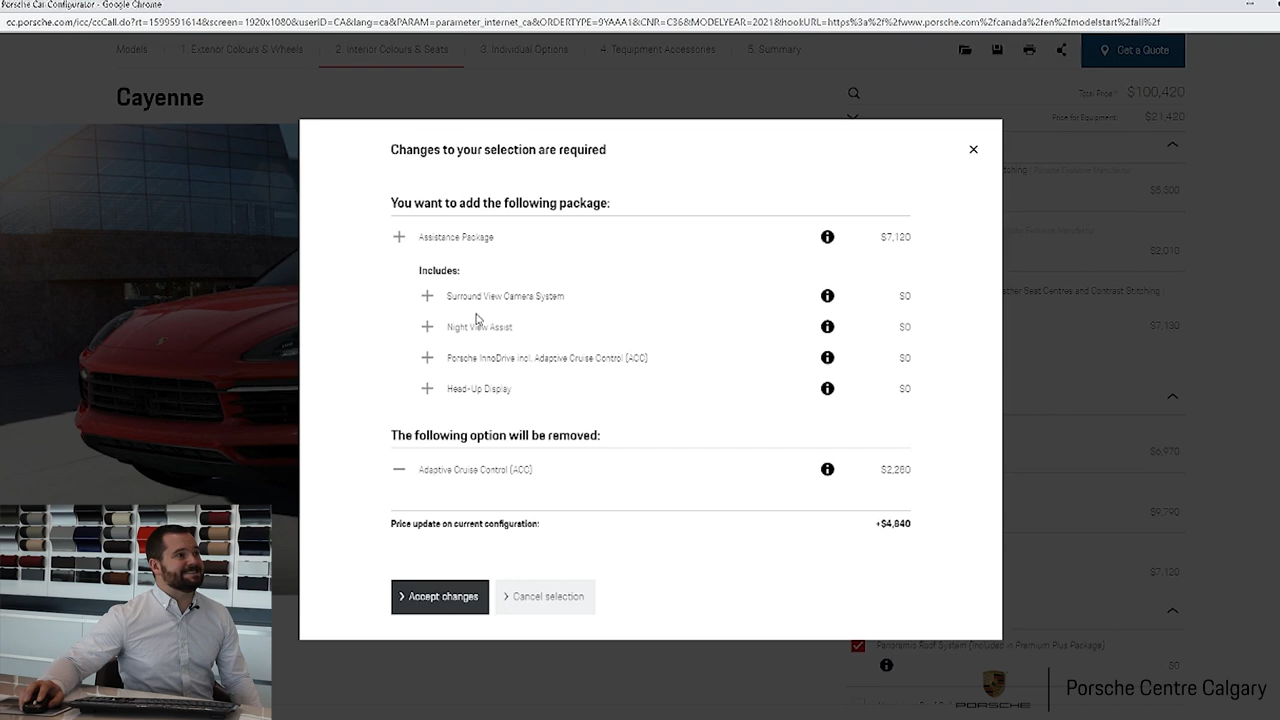 Porsche Car Configurator - Google Chrome
cc.porsche.com/icc/ccCall.do?rt=1599591614&screen=1920x1080&userID=CA&lang=ca&PARAM=parameter_internet_ca&ORDERTYPE=9YAAA1&CNR=C36&MODELYEAR=2021&hookURL=https%3a%2f%2fwww.porsche.com%2fcanada%2fen%2fmodelstart%2fall%2f
Models 1. Exterior Colours & Wheels 2. Interior Colours & Seats 3. Individual Options 4. Tequipment Accessories 5. Summary Get a Quote
Cayenne
Total Price* $100,420
Price for Equipment: $21,420
Changes to your selection are required
You want to add the following package:
Assistance Package $7,120
Includes:
Surround View Camera System $0
Night View Assist $0
Porsche InnoDrive incl. Adaptive Cruise Control (ACC) $0
Head-Up Display $0
The following option will be removed:
Adaptive Cruise Control (ACC) $2,280
Price update on current configuration: +$4,840
Accept changes
Cancel selection
$2,010
$7,130
$6,970
$9,790
$7,120
Panoramic Roof System (Included in Premium Plus Package)
$0
PORSCHE
Porsche Centre Calgary